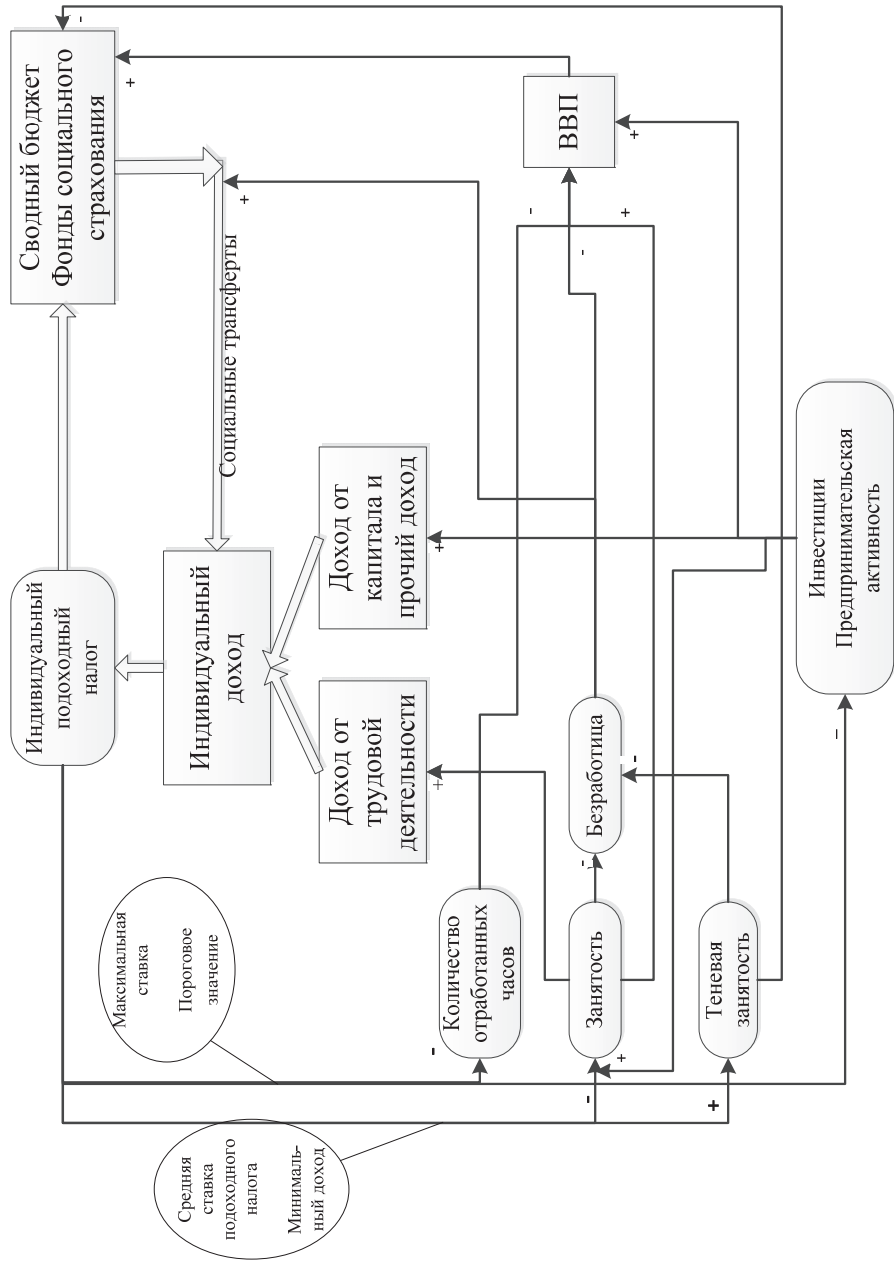 Средняя
ставка
подоходного
налога
Минималь-
ный доход
Максимальная
ставка
Пороговое
значение
Индивидуальный
подоходный
налог
Сводный бюджет
Фонды социального
страхования
-
+
Индивидуальный
доход
Социальные трансферты
+
Доход от
трудовой
деятельности
+
Доход от
капитала и
прочий доход
+
Количество
отработанных
часов
-
Занятость
-
+
Безработица
-
-
ВВП
-
-
+
+
Теневая
занятость
+
Инвестиции
Предпринимательская
активность
–